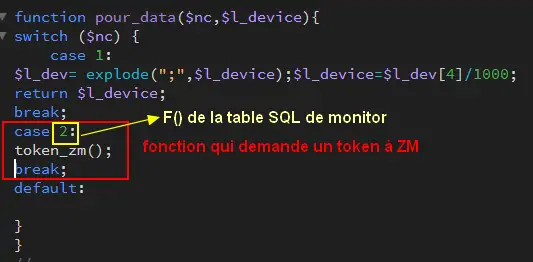 function pour_data($nc,$l_device){
switch ($nc) {
case 1:
$l_dev= explode(";",$l_device);$device=$l_dev[4]/1000;
return $l_device;
break;
case 2:
F() de la table SQL de monitor
token_zm();
fonction qui demande un token à ZM
break;
default:
}
}
//